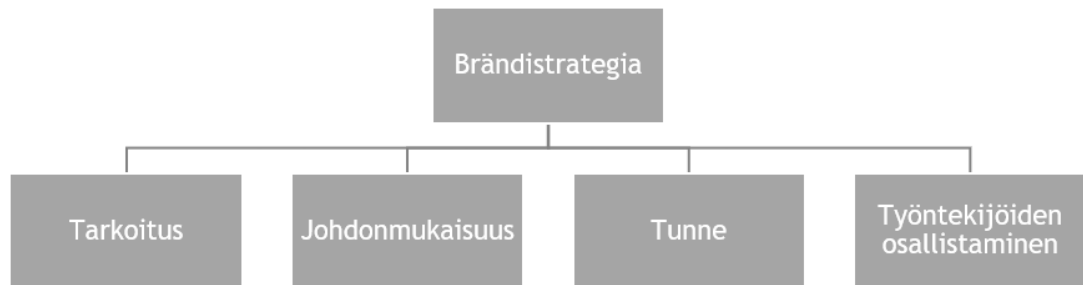 Brändistrategia
Tarkoitus
Johdonmukaisuus
Tunne
Työntekijöiden
osallistaminen